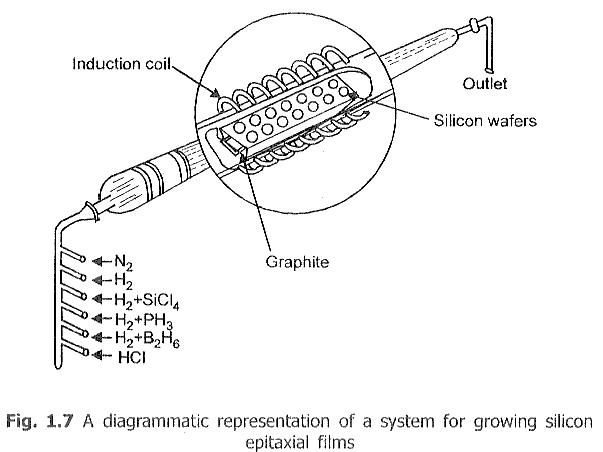 Induction coil
Outlet
Silicon wafers
Graphite
N2
H2
H2+SiCl4
H2+PH3
H2+B2H6
HCl
Fig. 1.7 A diagrammatic representation of a system for growing silicon
epitaxial films